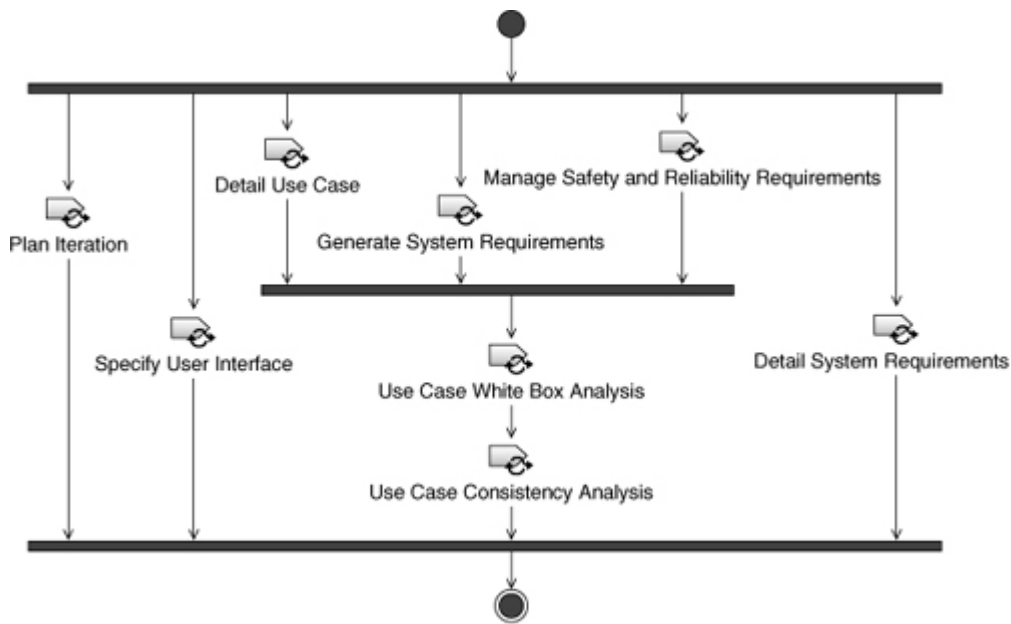 Detail Use Case
Manage Safety and Reliability Requirements
Plan Iteration
Generate System Requirements
Specify User Interface
Detail System Requirements
Use Case White Box Analysis
Use Case Consistency Analysis